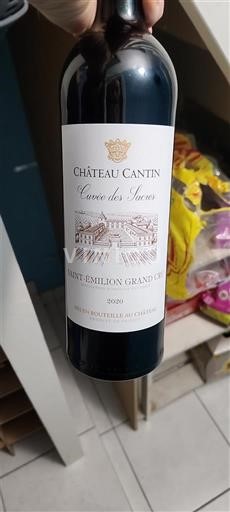 CHÂTEAU CANTIN
Cuvée des Sacres
SAINT-ÉMILION GRAND CRU
2020
MIS EN BOUTEILLE AU CHÂTEAU